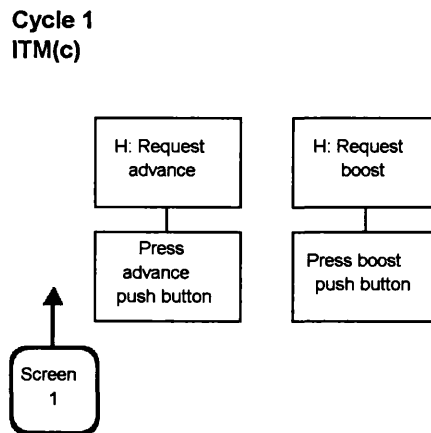 Cycle 1
ITM(c)
H: Request
advance
H: Request
boost
Press
advance
push button
Press boost
push button
Screen
1